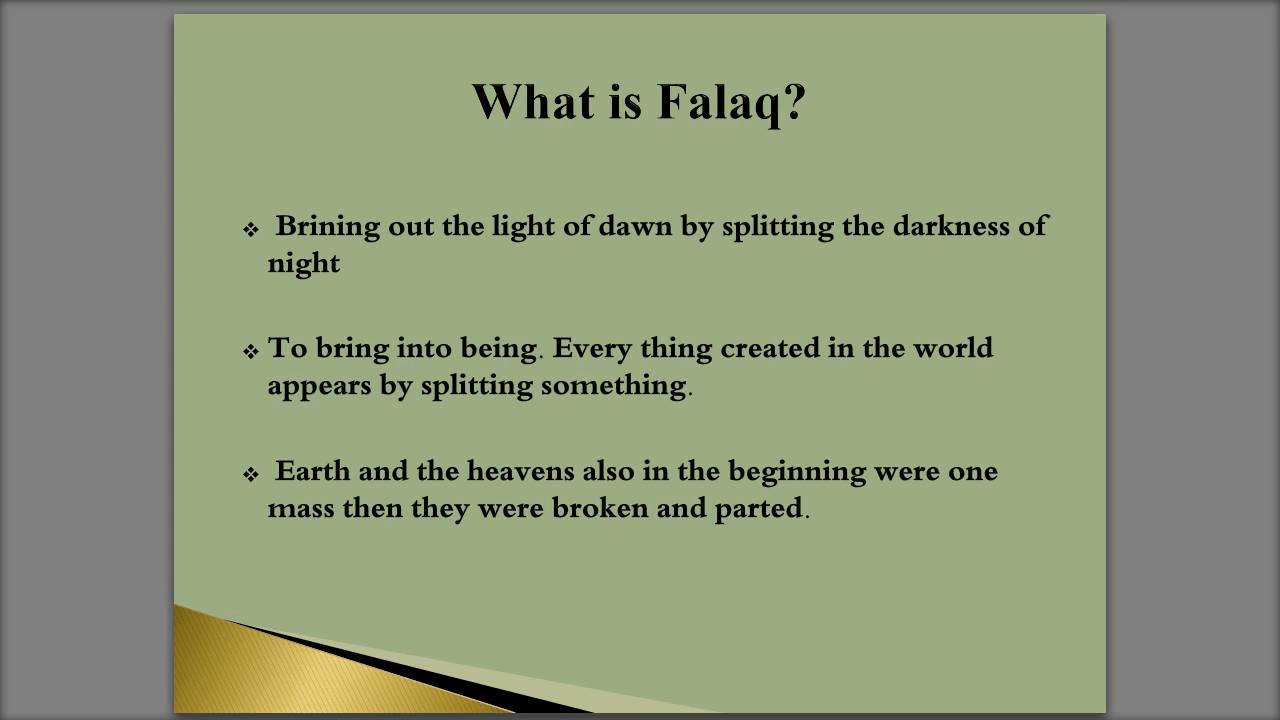 What is Falaq?
❖ Brining out the light of dawn by splitting the darkness of
night
❖ To bring into being. Every thing created in the world
appears by splitting something.
❖ Earth and the heavens also in the beginning were one
mass then they were broken and parted.